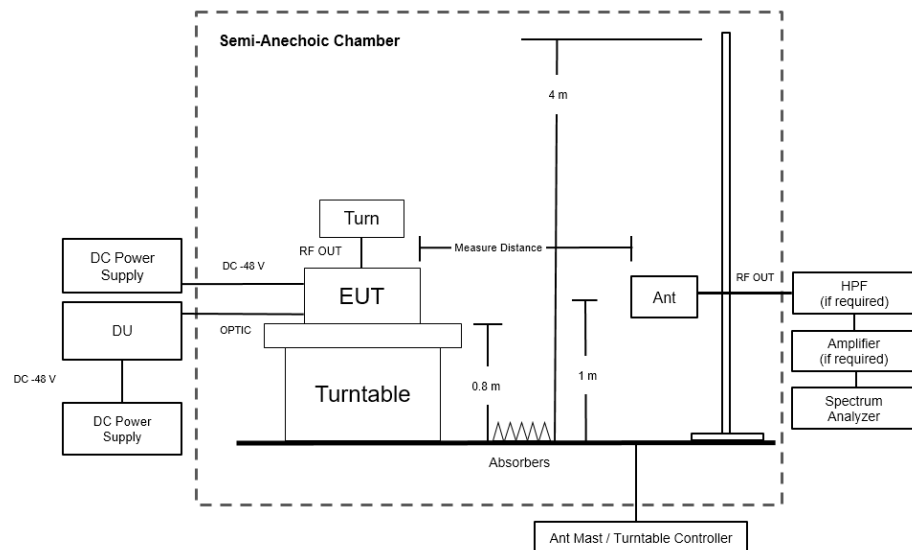 Semi-Anechoic Chamber
4 m
Turn
RF OUT
Measure Distance
DC Power
Supply
DC -48 V
EUT
Ant
RF OUT
HPF
(if required)
DU
OPTIC
Amplifier
(if required)
DC -48 V
Turntable
0.8 m
1 m
Spectrum
Analyzer
DC Power
Supply
Absorbers
Ant Mast / Turntable Controller